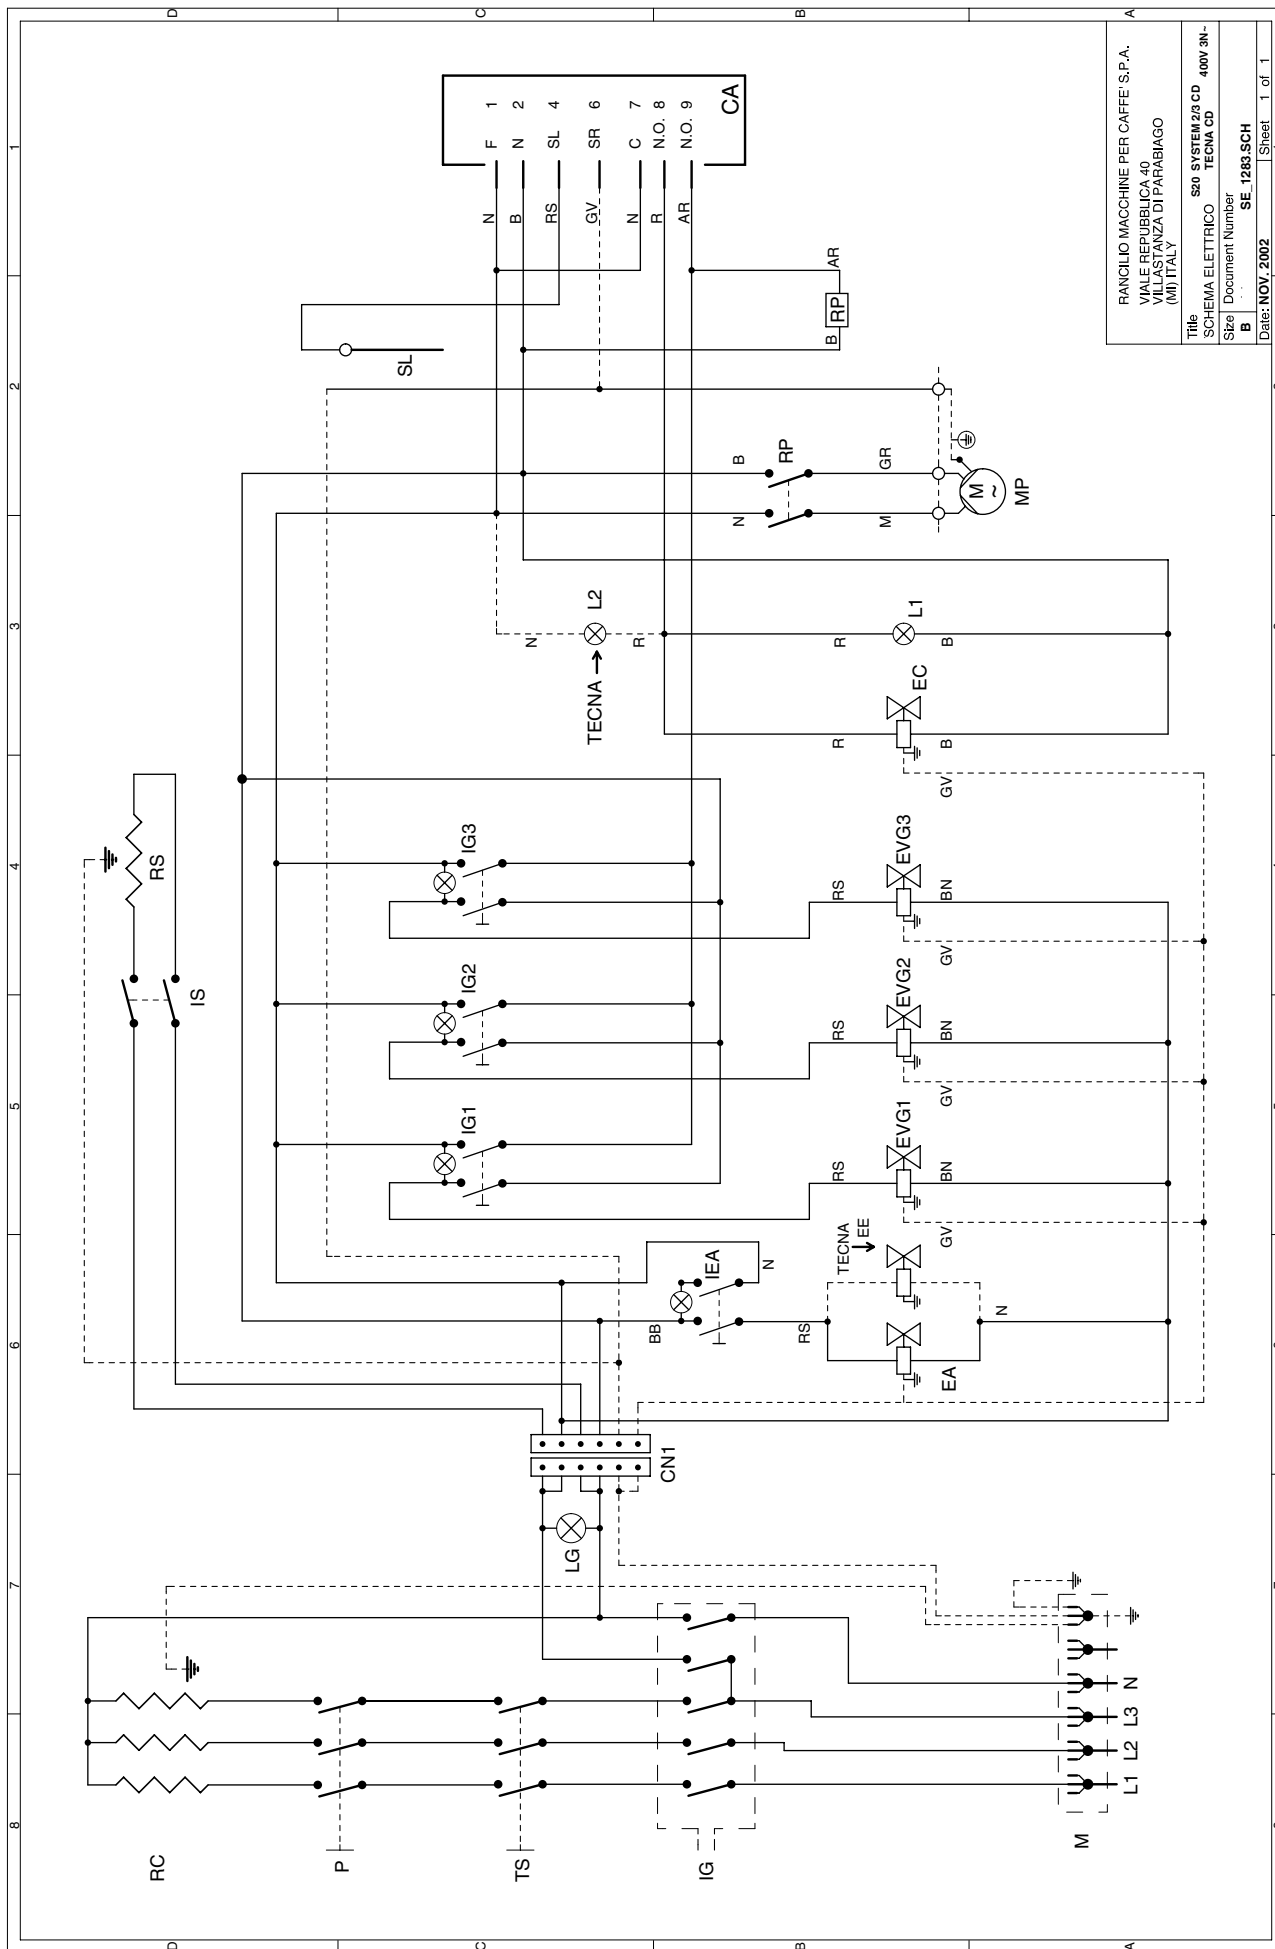 D
C
B
A
1
2
3
4
5
6
7
8
F 1
N 2
SL 4
SR 6
C 7
N.O. 8
N.O. 9
CA
N
B
RS
GV
N
R
AR
SL
B
RP
AR
B
RP
N
GR
M
M
~
MP
N
L2
R
TECNA
R
L1
B
EC
R
B
GV
RS
IS
IG3
RS
EVG3
BN
GV
IG2
RS
EVG2
BN
GV
IG1
RS
EVG1
BN
GV
TECNA
EE
IEA
N
BB
RS
N
EA
CN1
LG
RC
P
TS
IG
M
L1
L2
L3
N
RANCILIO MACCHINE PER CAFFE' S.P.A.
VIALE REPUBBLICA 40
VILLASTANZA DI PARABIAGO
(MI) ITALY
Title
SCHEMA ELETTRICO S20 SYSTEM 2/3 CD 400V 3N~
TECNA CD
Size Document Number
B SE_1283.SCH
Date: NOV. 2002 Sheet 1 of 1
D
C
B
A